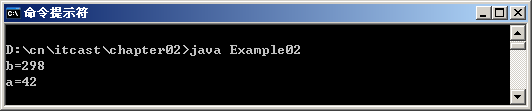 命令提示符
D:\cn\itcast\chapter02>java Example02
b=298
a=42